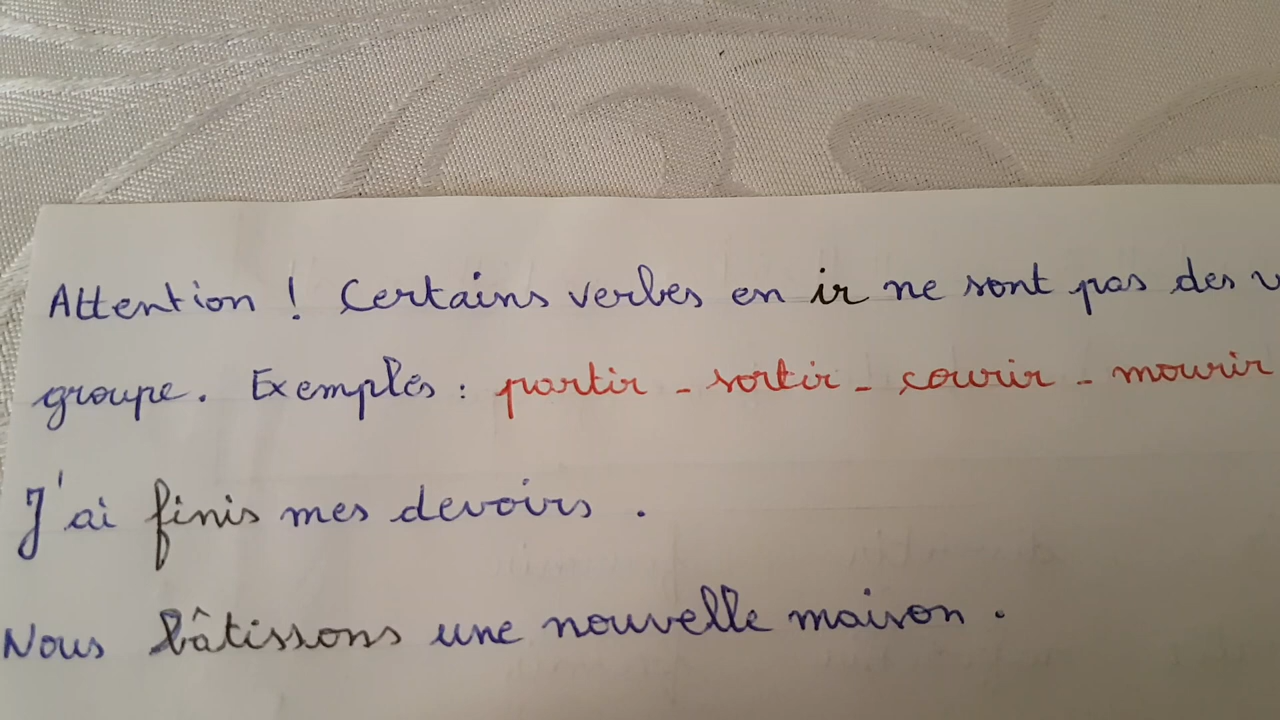 Attention ! Certains verbes en ir ne sont pas des
groupe. Exemples : partir - sortir - courir - mourir
J'ai finis mes devoirs .
Nous bâtissons une nouvelle maison .